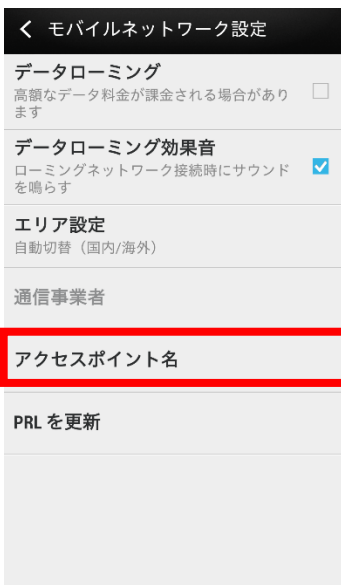 モバイルネットワーク設定
データローミング
高額なデータ料金が課金される場合があり
ます
データローミング効果音
ローミングネットワーク接続時にサウンド
を鳴らす
エリア設定
自動切替（国内/海外）
通信事業者
アクセスポイント名
PRL を更新